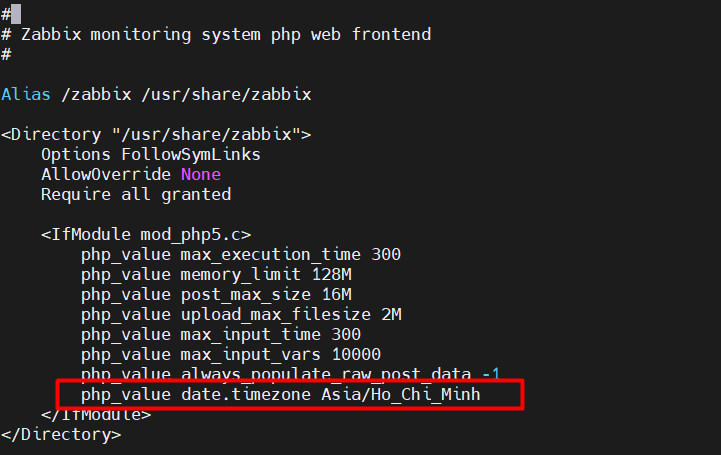 #
# Zabbix monitoring system php web frontend
#
Alias /zabbix /usr/share/zabbix
<Directory "/usr/share/zabbix">
Options FollowSymLinks
AllowOverride None
Require all granted
<IfModule mod_php5.c>
php_value max_execution_time 300
php_value memory_limit 128M
php_value post_max_size 16M
php_value upload_max_filesize 2M
php_value max_input_time 300
php_value max_input_vars 10000
php_value always_populate_raw_post_data -1
php_value date.timezone Asia/Ho_Chi_Minh
</IfModule>
</Directory>